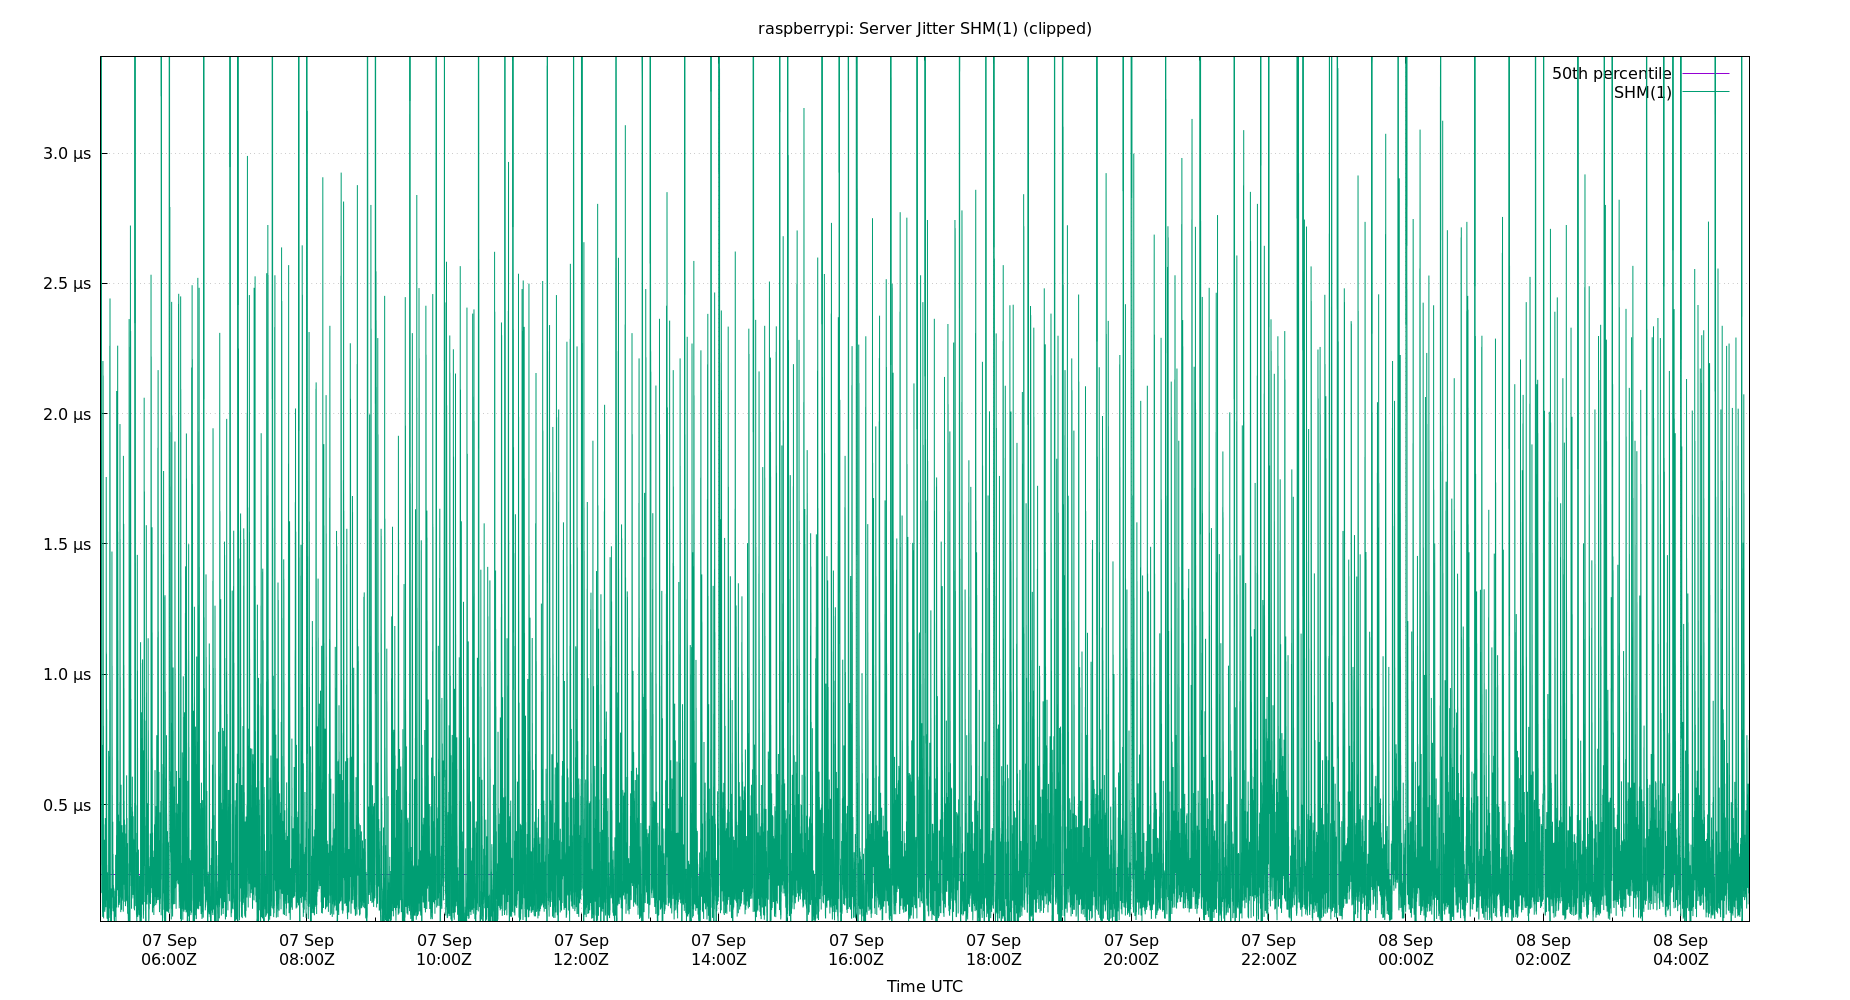 raspberrypi: Server Jitter SHM(1) (clipped)
50th percentile
SHM(1)
3.0 µs
2.5 µs
2.0 µs
1.5 µs
1.0 µs
0.5 µs
07 Sep 07 Sep 07 Sep 07 Sep 07 Sep 07 Sep 07 Sep 07 Sep 07 Sep 08 Sep 08 Sep 08 Sep
06:00Z 08:00Z 10:00Z 12:00Z 14:00Z 16:00Z 18:00Z 20:00Z 22:00Z 00:00Z 02:00Z 04:00Z
Time UTC